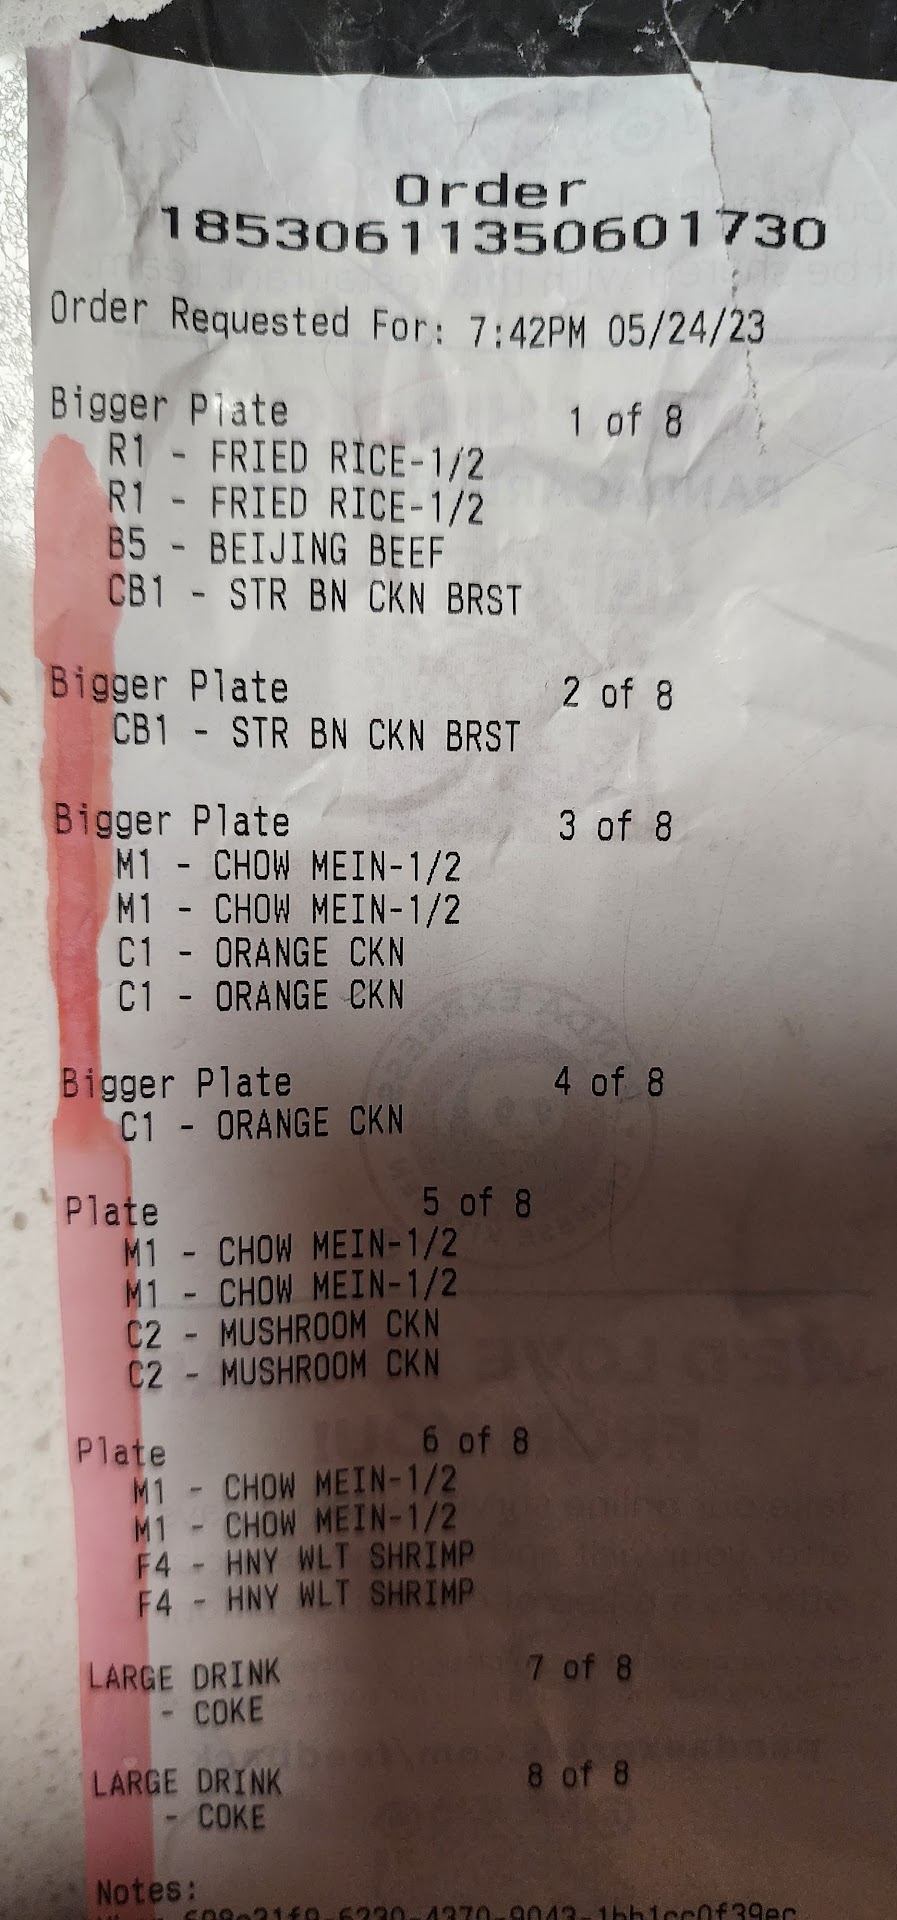 Order
18530611350601730
Order Requested For: 7:42PM 05/24/23
Bigger Plate 1 of 8
R1 - FRIED RICE-1/2
R1 - FRIED RICE-1/2
B5 - BEIJING BEEF
CB1 - STR BN CKN BRST
Bigger Plate 2 of 8
CB1 - STR BN CKN BRST
Bigger Plate 3 of 8
M1 - CHOW MEIN-1/2
M1 - CHOW MEIN-1/2
C1 - ORANGE CKN
C1 - ORANGE CKN
Bigger Plate 4 of 8
C1 - ORANGE CKN
Plate 5 of 8
M1 - CHOW MEIN-1/2
M1 - CHOW MEIN-1/2
C2 - MUSHROOM CKN
C2 - MUSHROOM CKN
Plate 6 of 8
M1 - CHOW MEIN-1/2
M1 - CHOW MEIN-1/2
F4 - HNY WLT SHRIMP
F4 - HNY WLT SHRIMP
LARGE DRINK 7 of 8
- COKE
LARGE DRINK 8 of 8
- COKE
Notes: